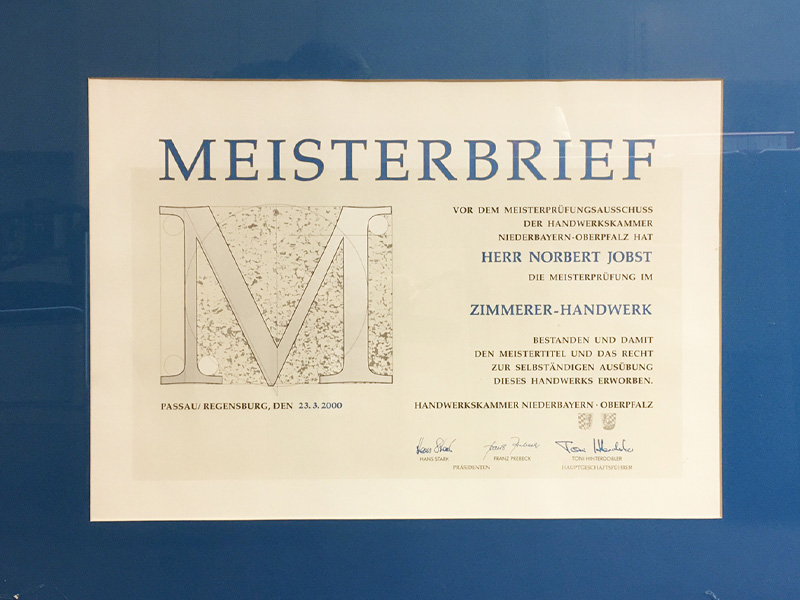 MEISTERBRIEF
M
VOR DEM MEISTERPRÜFUNGSAUSSCHUSS
DER HANDWERKSKAMMER
NIEDERBAYERN-OBERPFALZ HAT
HERR NORBERT JOBST
DIE MEISTERPRÜFUNG IM
ZIMMERER-HANDWERK
BESTANDEN UND DAMIT
DEN MEISTERTITEL UND DAS RECHT
ZUR SELBSTÄNDIGEN AUSÜBUNG
DIESES HANDWERKS ERWORBEN.
PASSAU/REGENSBURG, DEN 23.3.2000
HANDWERKSKAMMER NIEDERBAYERN · OBERPFALZ
HANS STARK FRANZ PREBECK TONI HINTERDOBLER
PRÄSIDENTEN HAUPTGESCHÄFTSFÜHRER